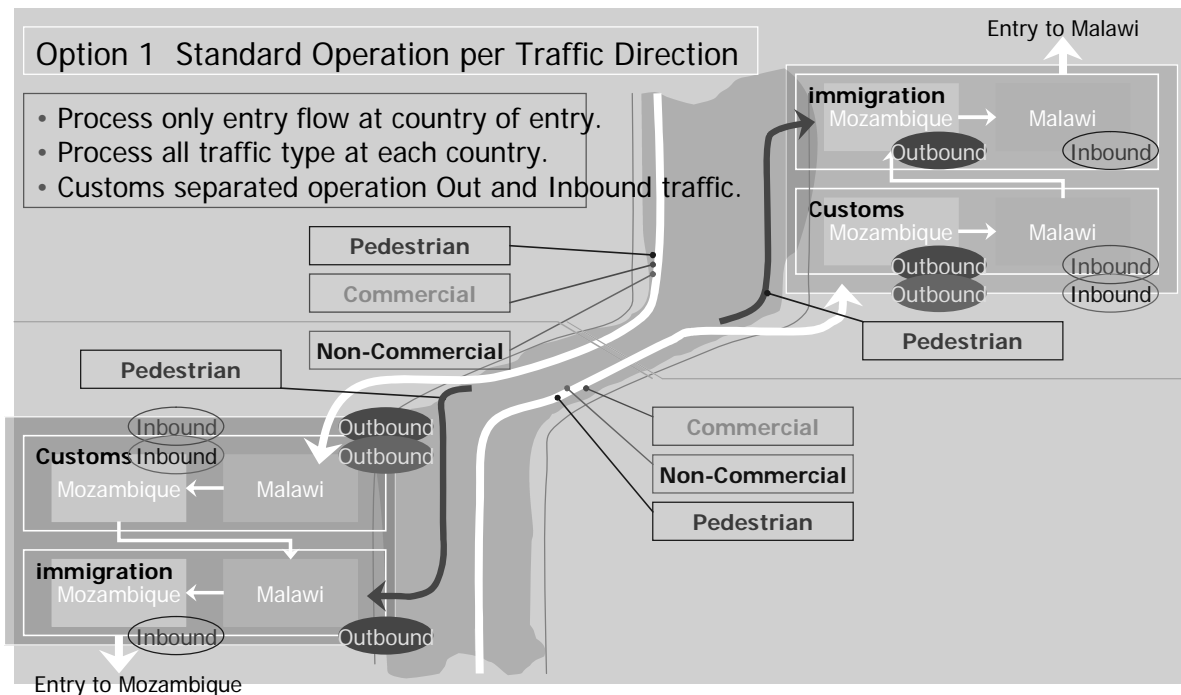 Option 1 Standard Operation per Traffic Direction
• Process only entry flow at country of entry.
• Process all traffic type at each country.
• Customs separated operation Out and Inbound traffic.
Entry to Malawi
immigration
Mozambique
Malawi
Outbound
Inbound
Customs
Mozambique
Malawi
Outbound
Inbound
Outbound
Inbound
Pedestrian
Commercial
Non-Commercial
Pedestrian
Pedestrian
Commercial
Non-Commercial
Pedestrian
Inbound
Outbound
Customs
Inbound
Outbound
Mozambique
Malawi
immigration
Mozambique
Malawi
Inbound
Outbound
Entry to Mozambique